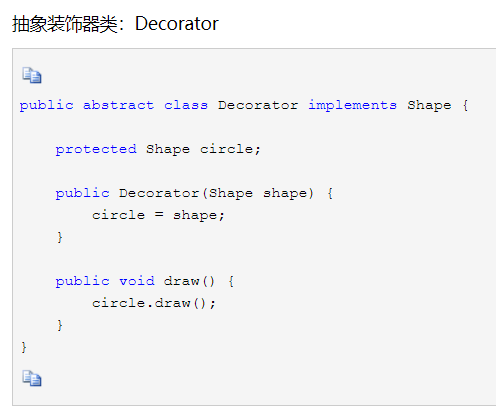 抽象装饰器类：Decorator
public abstract class Decorator implements Shape {
    protected Shape circle;
    public Decorator(Shape shape) {
        circle = shape;
    }
    public void draw() {
        circle.draw();
    }
}